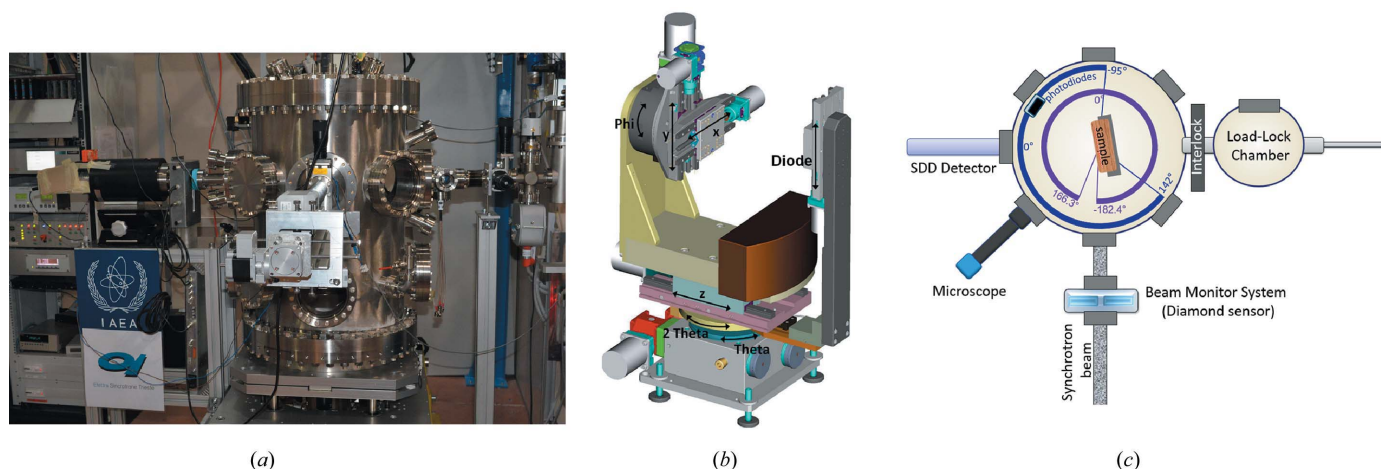 IAEA
Elettra Sincrotrone Trieste
(a)
Phi
y
x
Diode
z
2 Theta
Theta
(b)
-95°
photodiodes
0°
sample
0°
166.3°
-182.4°
142°
SDD Detector
Interlock
Load-Lock
Chamber
Microscope
Beam Monitor System
(Diamond sensor)
Synchrotron
beam
(c)